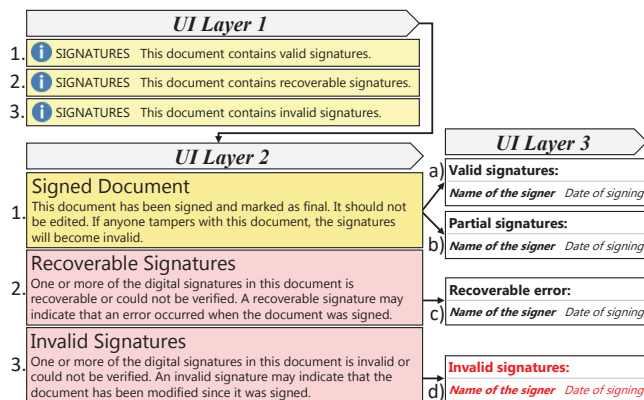 UI Layer 1
1. SIGNATURES This document contains valid signatures.
2. SIGNATURES This document contains recoverable signatures.
3. SIGNATURES This document contains invalid signatures.
UI Layer 2
1. Signed Document
This document has been signed and marked as final. It should not
be edited. If anyone tampers with this document, the signatures
will become invalid.
2. Recoverable Signatures
One or more of the digital signatures in this document is
recoverable or could not be verified. A recoverable signature may
indicate that an error occurred when the document was signed.
3. Invalid Signatures
One or more of the digital signatures in this document is invalid or
could not be verified. An invalid signature may indicate that the
document has been modified since it was signed.
UI Layer 3
a) Valid signatures:
Name of the signer Date of signing
b) Partial signatures:
Name of the signer Date of signing
c) Recoverable error:
Name of the signer Date of signing
d) Invalid signatures:
Name of the signer Date of signing